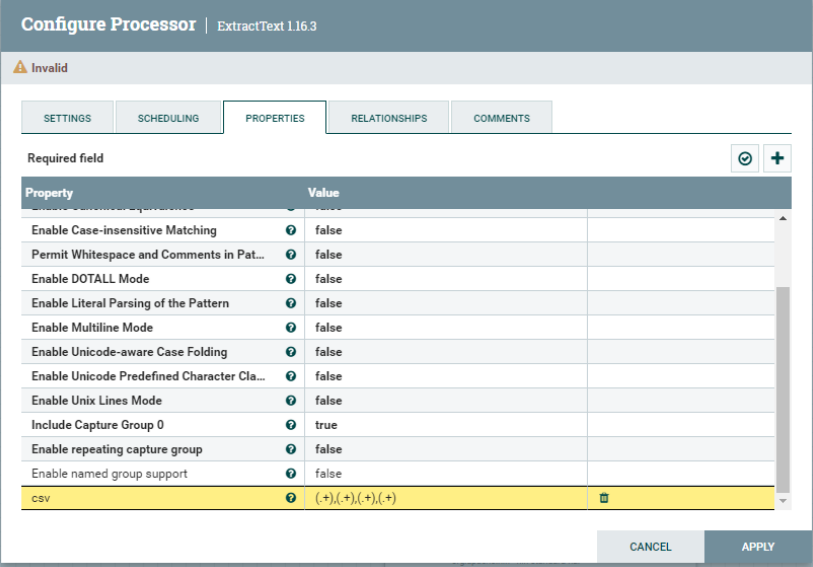 Configure Processor | ExtractText 1.16.3
Invalid
SETTINGS SCHEDULING PROPERTIES RELATIONSHIPS COMMENTS
Required field
Property Value
Enable Case-insensitive Matching false
Permit Whitespace and Comments in Pat... false
Enable DOTALL Mode false
Enable Literal Parsing of the Pattern false
Enable Multiline Mode false
Enable Unicode-aware Case Folding false
Enable Unicode Predefined Character Cla... false
Enable Unix Lines Mode false
Include Capture Group 0 true
Enable repeating capture group false
Enable named group support false
csv (.+),(.+),(.+),(.+)
CANCEL APPLY